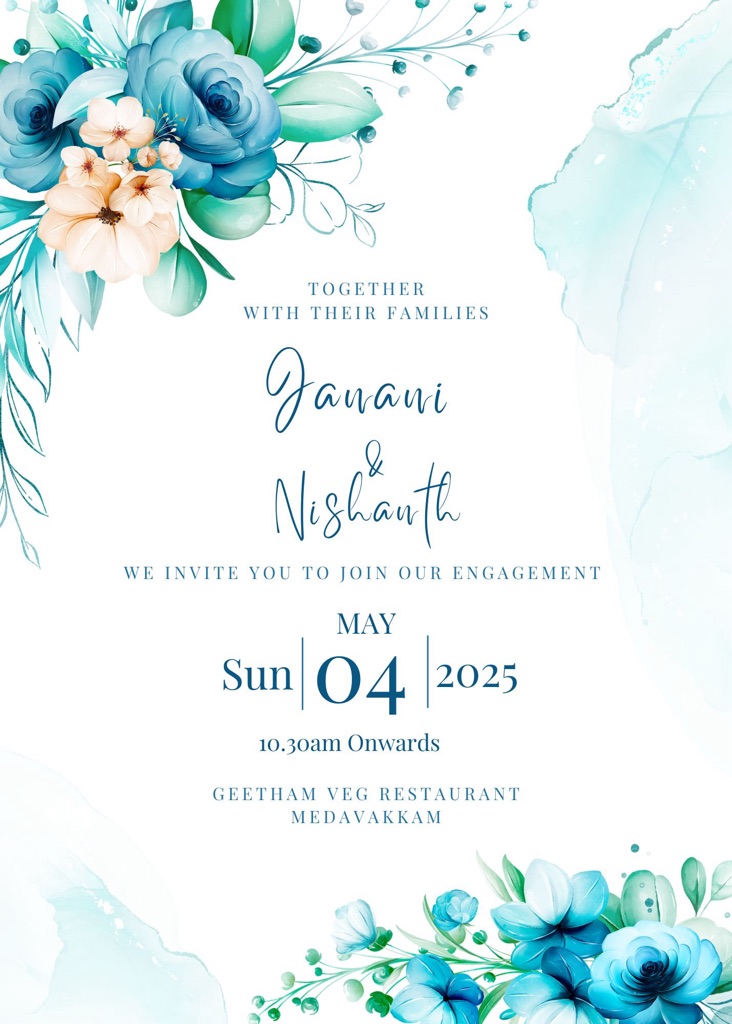 TOGETHER
WITH THEIR FAMILIES
Janani
&
Nishanth
WE INVITE YOU TO JOIN OUR ENGAGEMENT
MAY
Sun 04 2025
10.30am Onwards
GEETHAM VEG RESTAURANT
MEDAVAKKAM